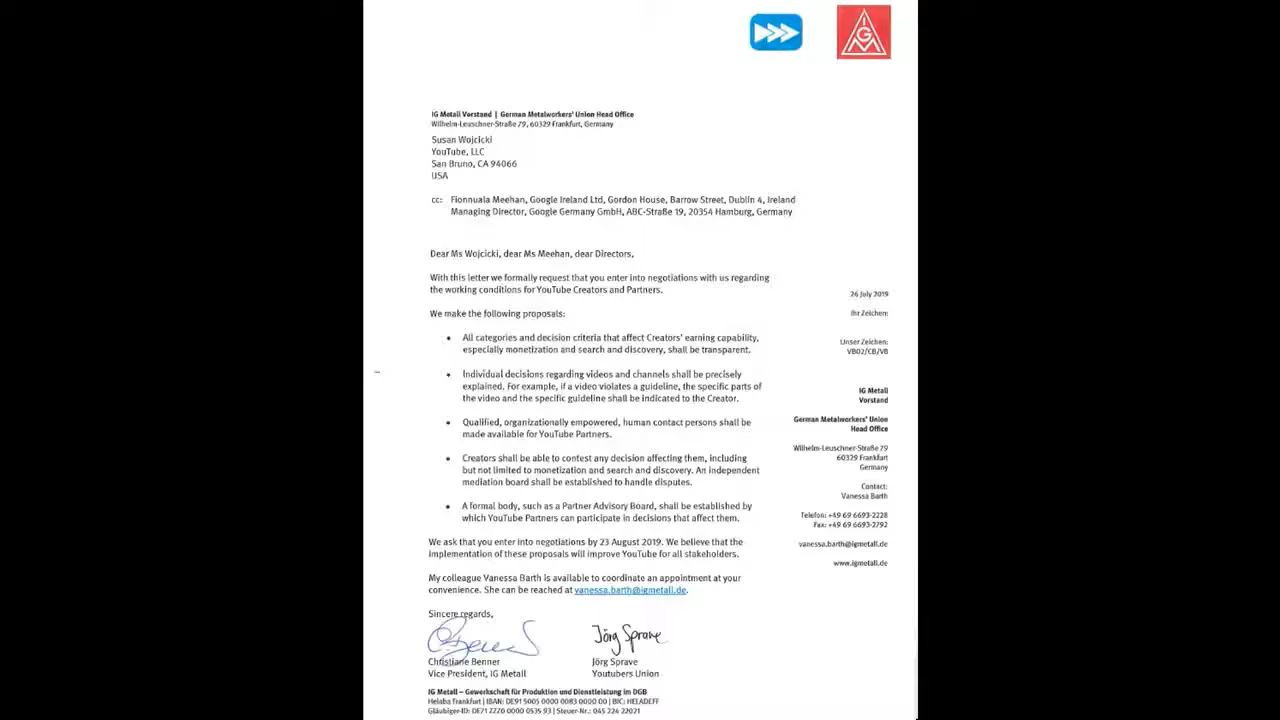 IG
M
IG Metall Vorstand | German Metalworkers' Union Head Office
Wilhelm-Leuschner-Straße 79, 60329 Frankfurt, Germany
Susan Wojcicki
YouTube, LLC
San Bruno, CA 94066
USA
cc: Fionnuala Meehan, Google Ireland Ltd, Gordon House, Barrow Street, Dublin 4, Ireland
Managing Director, Google Germany GmbH, ABC-Straße 19, 20354 Hamburg, Germany
Dear Ms Wojcicki, dear Ms Meehan, dear Directors,
With this letter we formally request that you enter into negotiations with us regarding
the working conditions for YouTube Creators and Partners.
We make the following proposals:
• All categories and decision criteria that affect Creators' earning capability,
especially monetization and search and discovery, shall be transparent.
• Individual decisions regarding videos and channels shall be precisely
explained. For example, if a video violates a guideline, the specific parts of
the video and the specific guideline shall be indicated to the Creator.
• Qualified, organizationally empowered, human contact persons shall be
made available for YouTube Partners.
• Creators shall be able to contest any decision affecting them, including
but not limited to monetization and search and discovery. An independent
mediation board shall be established to handle disputes.
• A formal body, such as a Partner Advisory Board, shall be established by
which YouTube Partners can participate in decisions that affect them.
We ask that you enter into negotiations by 23 August 2019. We believe that the
implementation of these proposals will improve YouTube for all stakeholders.
My colleague Vanessa Barth is available to coordinate an appointment at your
convenience. She can be reached at vanessa.barth@igmetall.de.
Sincere regards,
Jörg Sprave
Christiane Benner
Vice President, IG Metall
Jörg Sprave
Youtubers Union
IG Metall – Gewerkschaft für Produktion und Dienstleistung im DGB
Helaba Frankfurt | IBAN: DE91 5005 0000 0083 0000 00 | BIC: HELADEFF
Gläubiger-ID: DE71 ZZZ0 0000 0535 93 | Steuer-Nr.: 045 224 22021
26 July 2019
Ihr Zeichen:
Unser Zeichen:
VB02/CB/VB
IG Metall
Vorstand
German Metalworkers' Union
Head Office
Wilhelm-Leuschner-Straße 79
60329 Frankfurt
Germany
Contact:
Vanessa Barth
Telefon: +49 69 6693-2228
Fax: +49 69 6693-2792
vanessa.barth@igmetall.de
www.igmetall.de